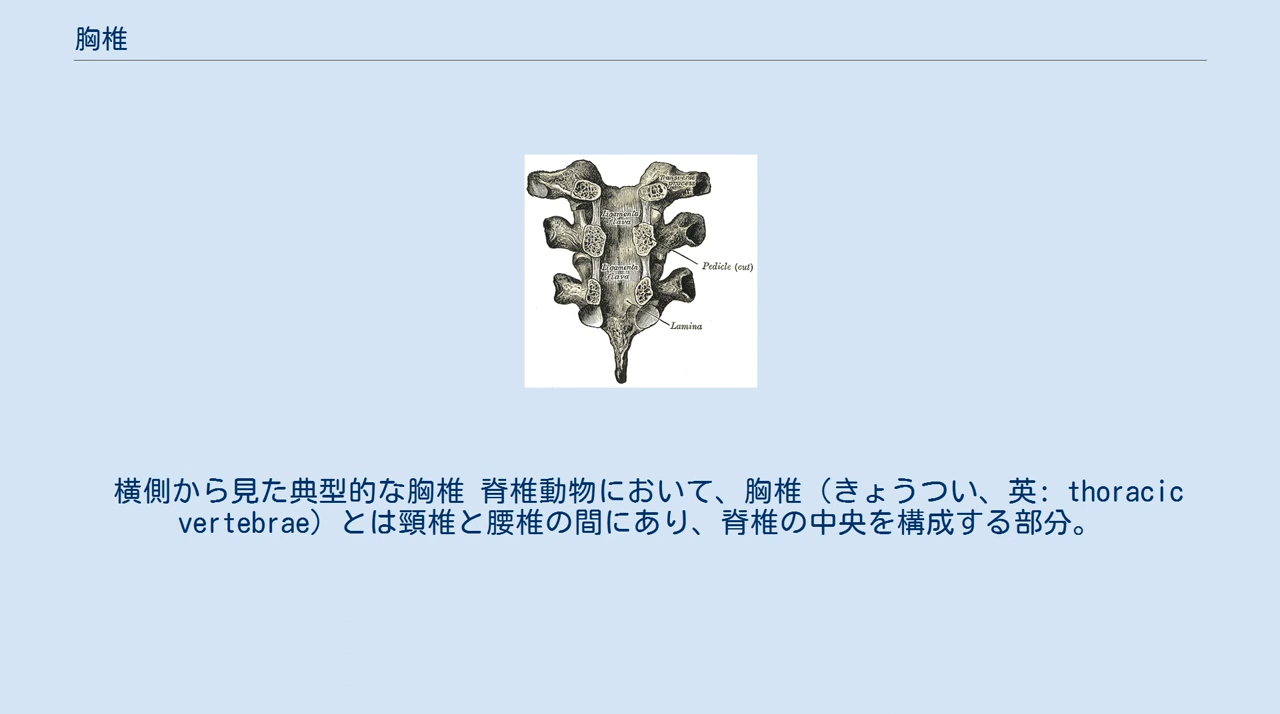 胸椎
Transverse
process
Ligamenta
flava
Ligamenta
flava
Pedicle (cut)
Lamina
横側から見た典型的な胸椎 脊椎動物において、胸椎（きょうつい、英: thoracic
vertebrae）とは頸椎と腰椎の間にあり、脊椎の中央を構成する部分。